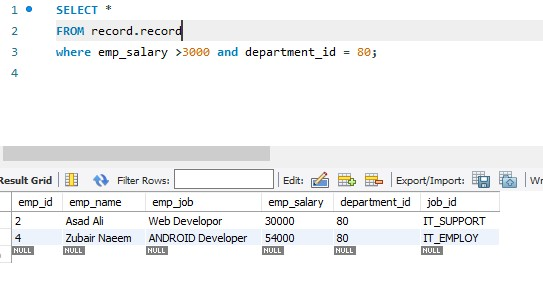 1 SELECT *
2 FROM record.record
3 where emp_salary >3000 and department_id = 80;
4
Result Grid Filter Rows: Edit: Export/Import:
emp_id emp_name emp_job emp_salary department_id job_id
2 Asad Ali Web Developor 30000 80 IT_SUPPORT
4 Zubair Naeem ANDROID Developer 54000 80 IT_EMPLOY
NULL NULL NULL NULL NULL NULL